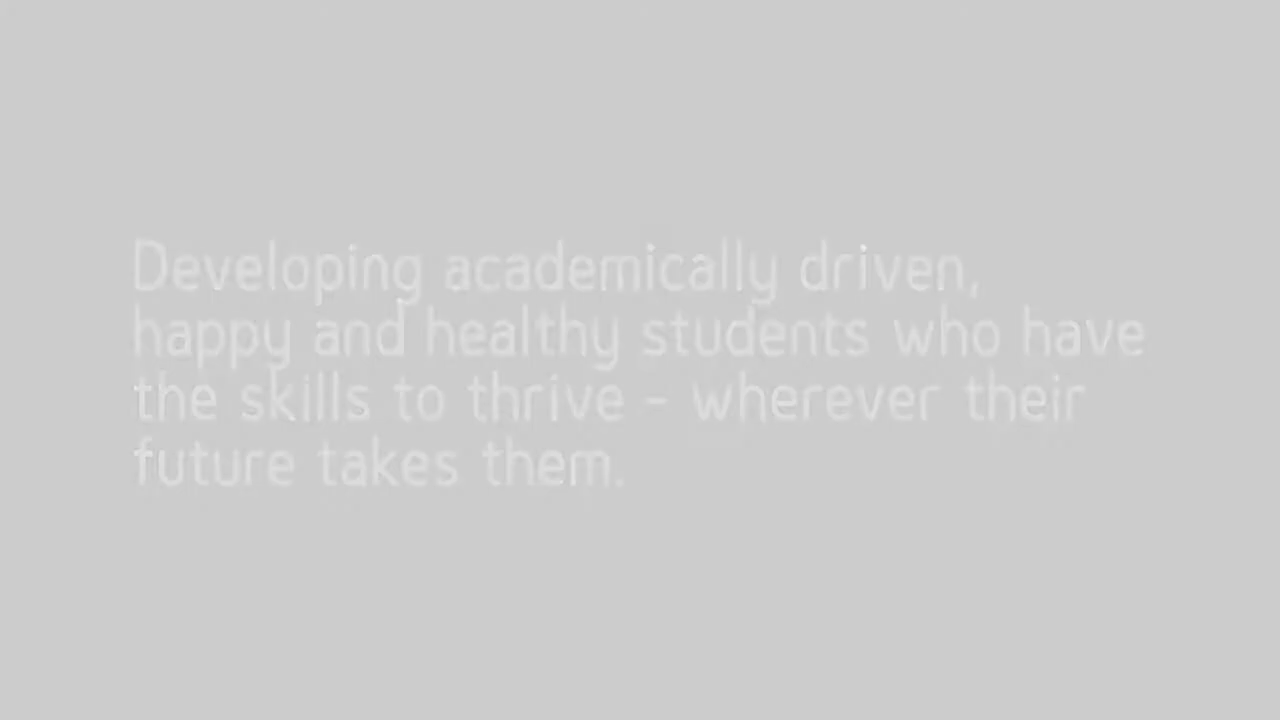 Developing academically driven,
happy and healthy students who have
the skills to thrive - wherever their
future takes them.